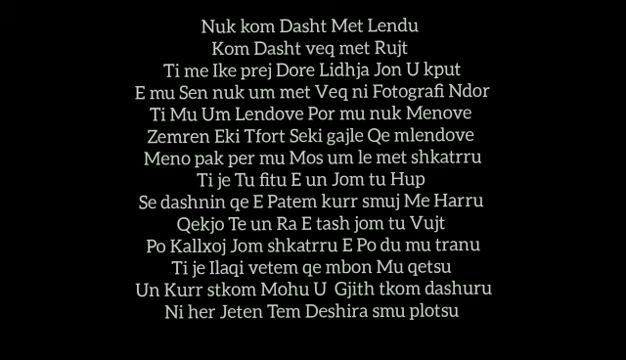 Nuk kom Dasht Met Lendu
Kom Dasht veq met Rujt
Ti me Ike prej Dore Lidhja Jon U kput
E mu Sen nuk um met Veq ni Fotografi Ndor
Ti Mu Um Lendove Por mu nuk Menove
Zemren Eki Tfort Seki gajle Qe mlendove
Meno pak per mu Mos um le met shkatrru
Ti je Tu fitu E un Jom tu Hup
Se dashnin qe E Patem kurr smuj Me Harru
Qekjo Te un Ra E tash jom tu Vujt
Po Kallxoj Jom shkatrru E Po du mu tranu
Ti je Ilaqi vetem qe mbon Mu qetsu
Un Kurr stkom Mohu U Gjith tkom dashuru
Ni her Jeten Tem Deshira smu plotsu